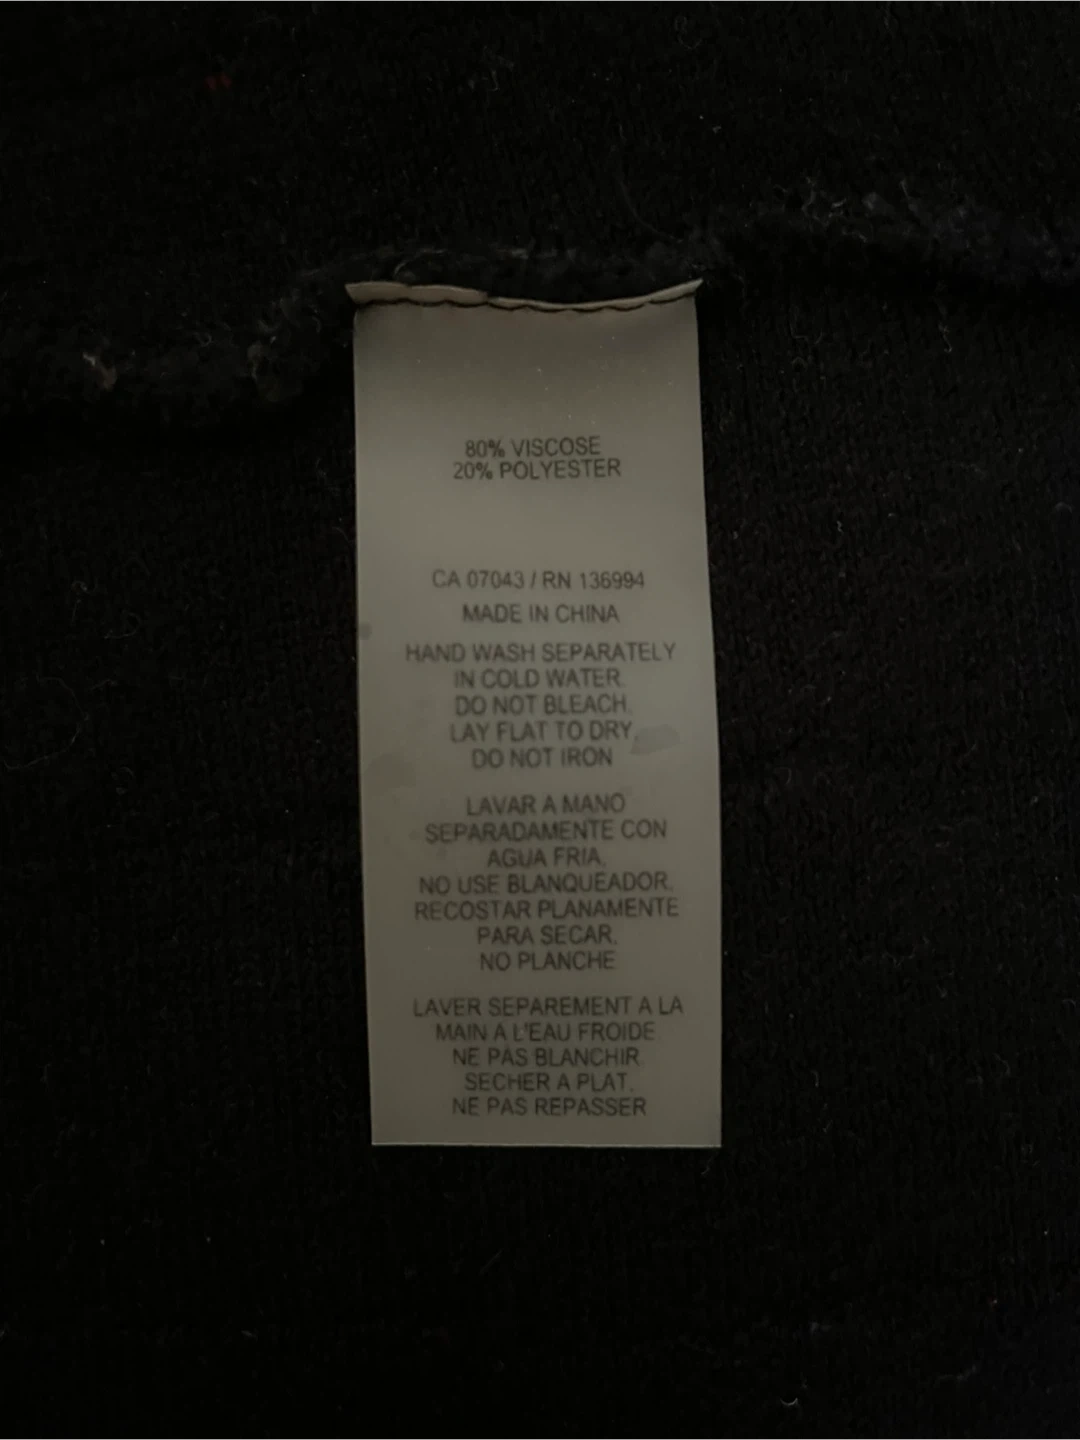 80% VISCOSE
20% POLYESTER
CA 07043 / RN 136994
MADE IN CHINA
HAND WASH SEPARATELY
IN COLD WATER.
DO NOT BLEACH.
LAY FLAT TO DRY.
DO NOT IRON
LAVAR A MANO
SEPARADAMENTE CON
AGUA FRIA.
NO USE BLANQUEADOR.
RECOSTAR PLANAMENTE
PARA SECAR.
NO PLANCHE
LAVER SEPAREMENT A LA
MAIN A L'EAU FROIDE
NE PAS BLANCHIR
SECHER A PLAT.
NE PAS REPASSER